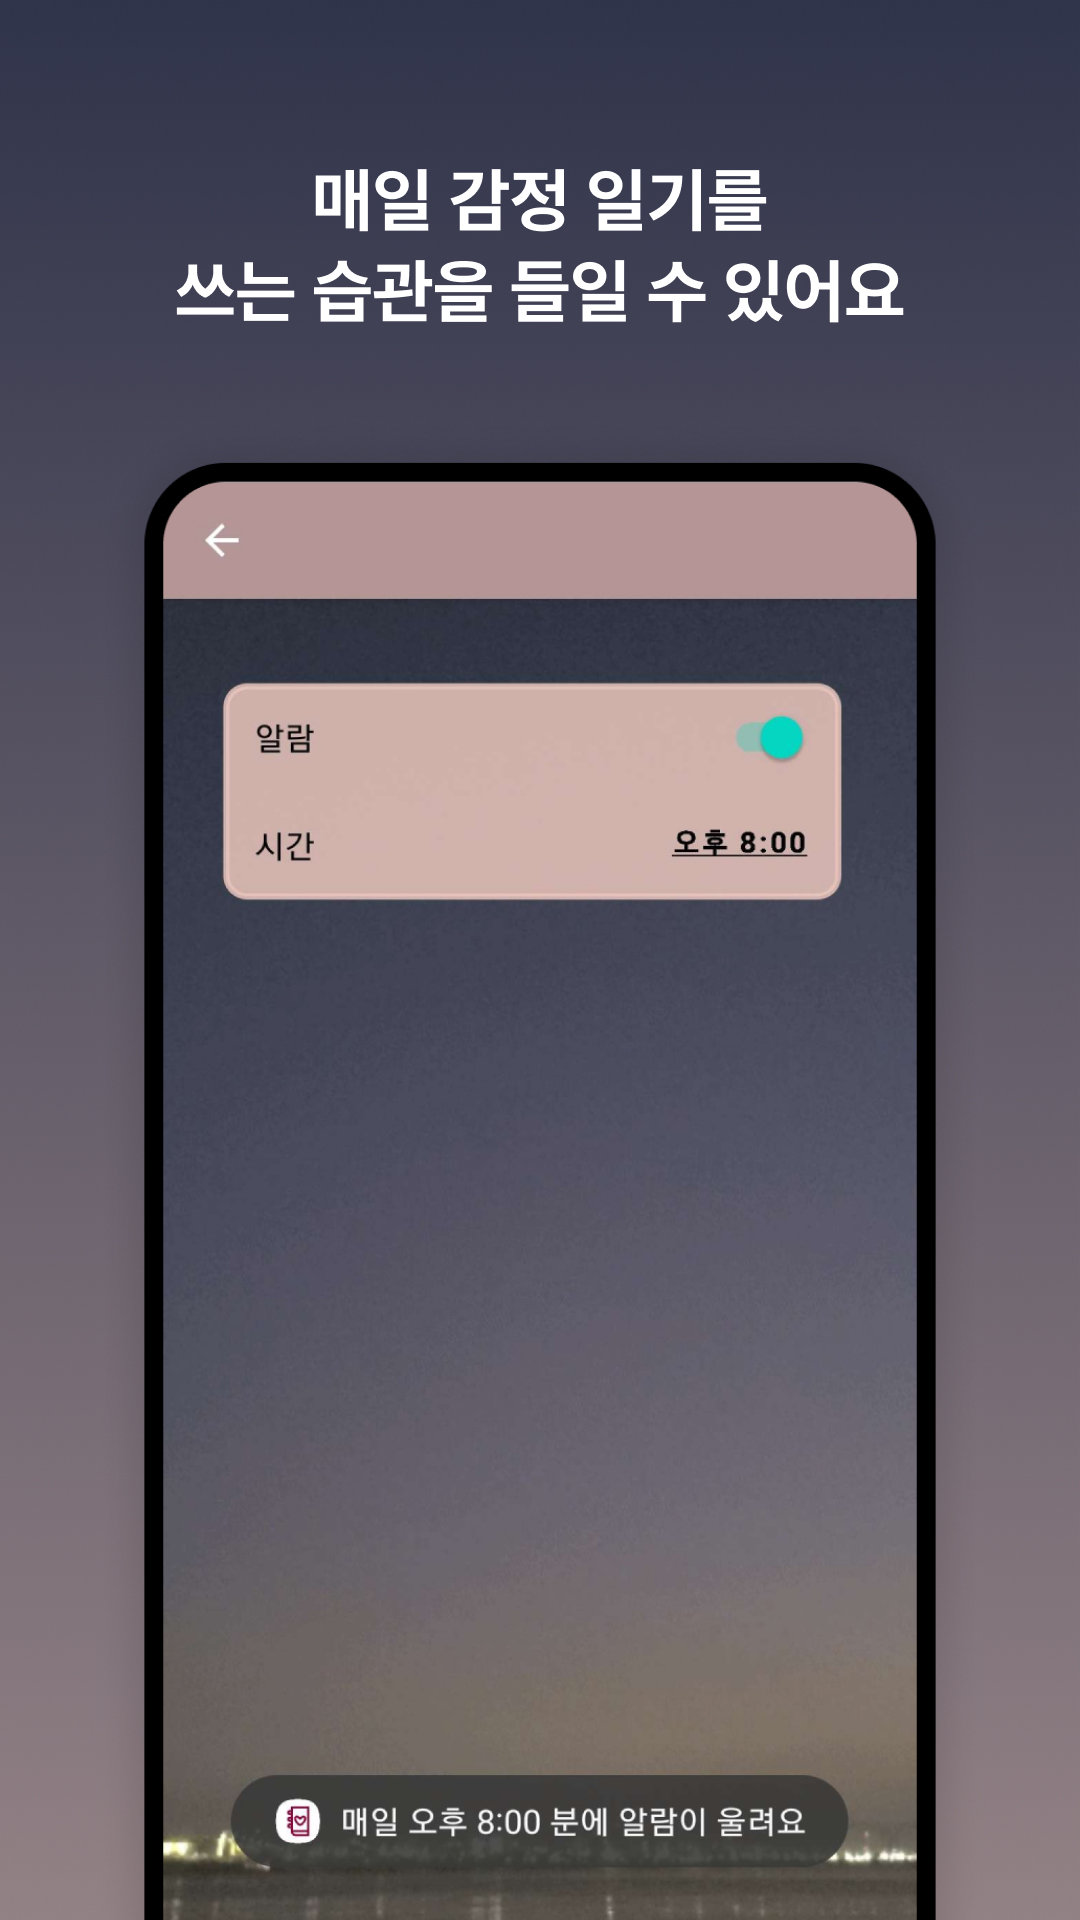 매일 감정 일기를
쓰는 습관을 들일 수 있어요
알람
시간
오후 8:00
매일 오후 8:00 분에 알람이 울려요